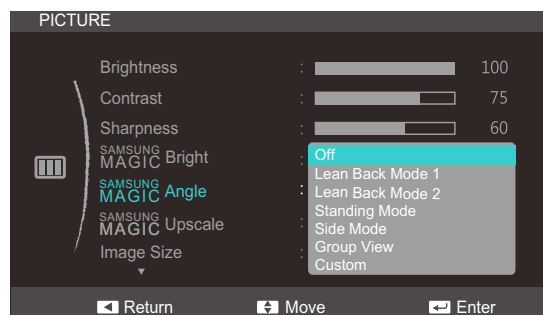 PICTURE
Brightness : 100
Contrast : 75
Sharpness : 60
SAMSUNG MAGIC Bright :
SAMSUNG MAGIC Angle :
SAMSUNG MAGIC Upscale :
Image Size :
Off
Lean Back Mode 1
Lean Back Mode 2
Standing Mode
Side Mode
Group View
Custom
Return Move Enter